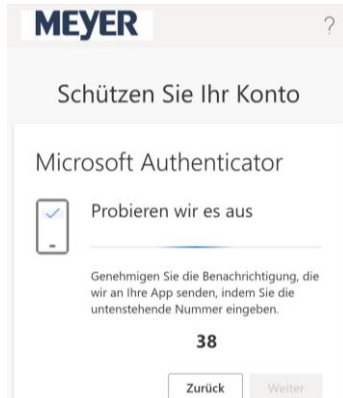 MEYER
?
Schützen Sie Ihr Konto
Microsoft Authenticator
Probieren wir es aus
Genehmigen Sie die Benachrichtigung, die
wir an Ihre App senden, indem Sie die
untenstehende Nummer eingeben.
38
Zurück Weiter